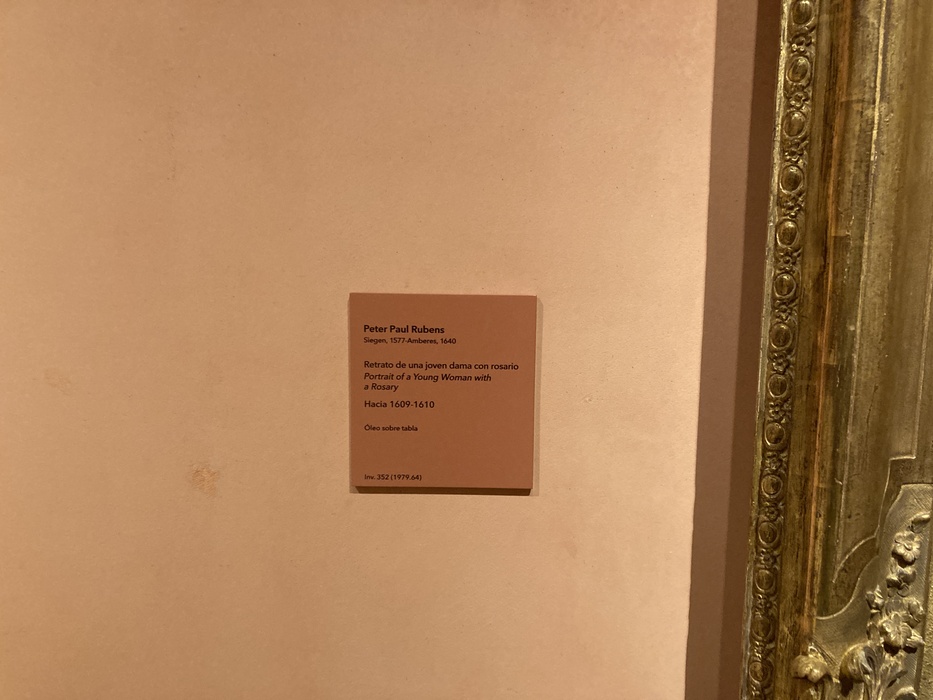 Peter Paul Rubens
Siegen, 1577-Amberes, 1640
Retrato de una joven dama con rosario
Portrait of a Young Woman with
a Rosary
Hacia 1609-1610
Óleo sobre tabla
Inv. 352 (1979.64)